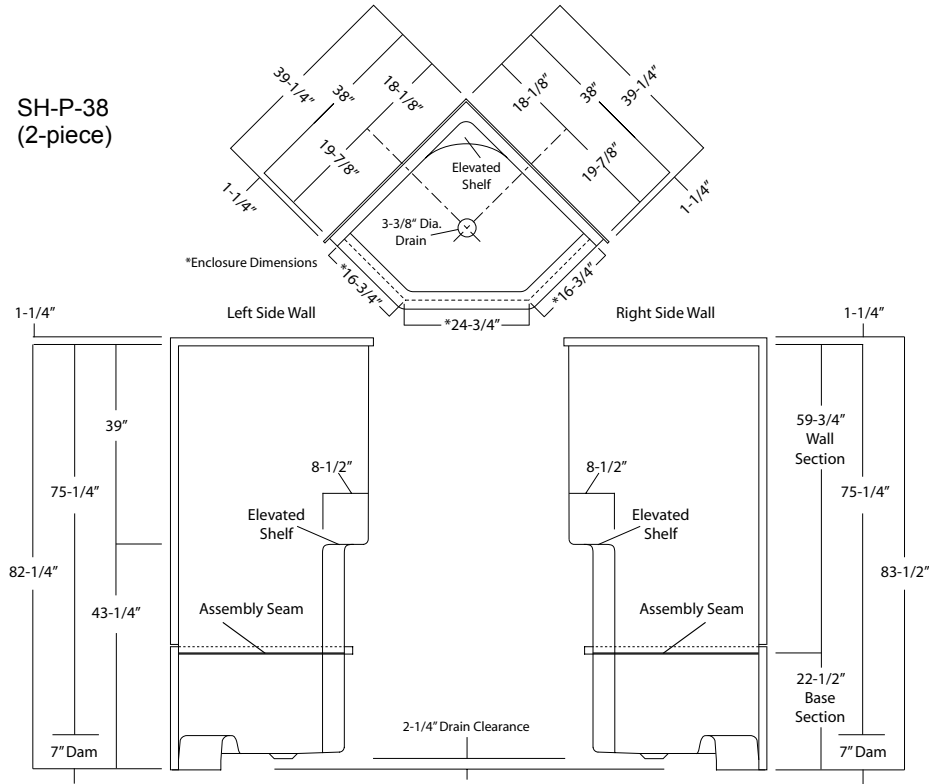 SH-P-38
(2-piece)
39-1/4”
38”
18-1/8”
19-7/8”
1-1/4”
18-1/8”
38”
39-1/4”
19-7/8”
1-1/4”
Elevated
Shelf
3-3/8” Dia.
Drain
*Enclosure Dimensions
*16-3/4”
*24-3/4”
*16-3/4”
1-1/4”
Left Side Wall
Right Side Wall
1-1/4”
39”
75-1/4”
82-1/4”
43-1/4”
7” Dam
8-1/2”
Elevated
Shelf
Assembly Seam
2-1/4” Drain Clearance
8-1/2”
Elevated
Shelf
Assembly Seam
59-3/4”
Wall
Section
75-1/4”
83-1/2”
22-1/2”
Base
Section
7” Dam